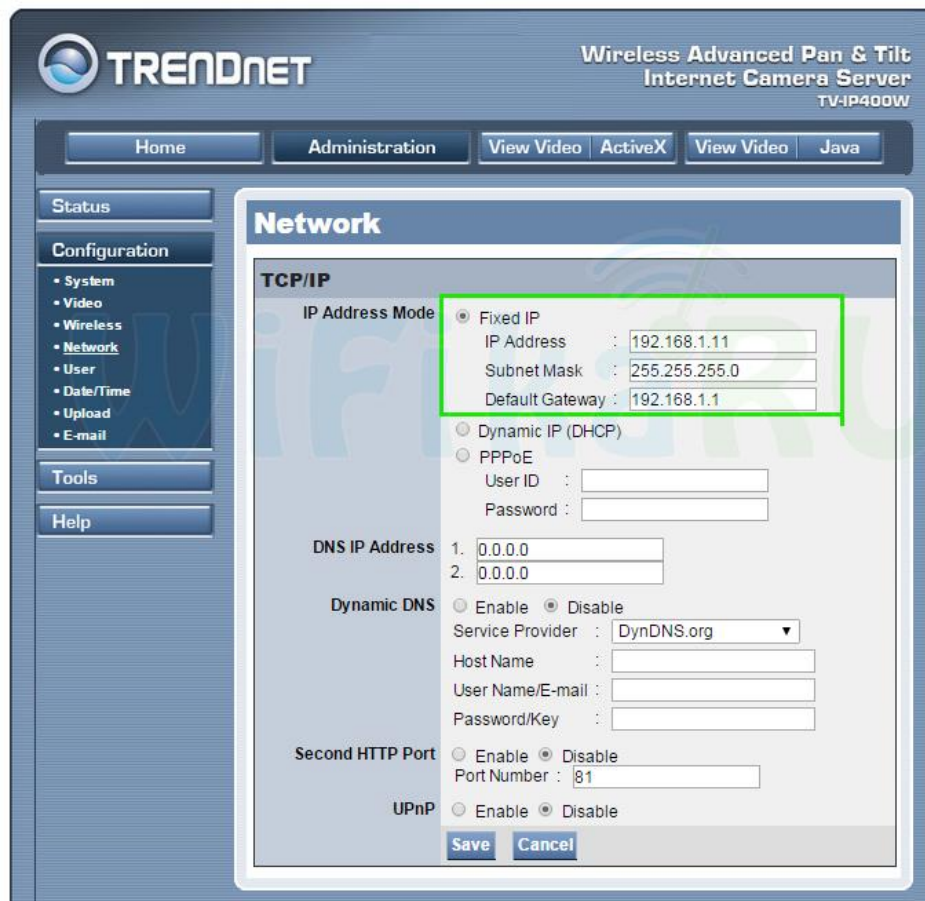 TRENDNET
Wireless Advanced Pan & Tilt
Internet Camera Server
TV-IP400W
Home Administration View Video ActiveX View Video Java
Status
Configuration
• System
• Video
• Wireless
• Network
• User
• Date/Time
• Upload
• E-mail
Tools
Help
Network
TCP/IP
IP Address Mode Fixed IP
IP Address : 192.168.1.11
Subnet Mask : 255.255.255.0
Default Gateway : 192.168.1.1
Dynamic IP (DHCP)
PPPoE
User ID :
Password :
DNS IP Address 1. 0.0.0.0
2. 0.0.0.0
Dynamic DNS Enable Disable
Service Provider : DynDNS.org
Host Name :
User Name/E-mail :
Password/Key :
Second HTTP Port Enable Disable
Port Number : 81
UPnP Enable Disable
Save Cancel
WiFiKaRU